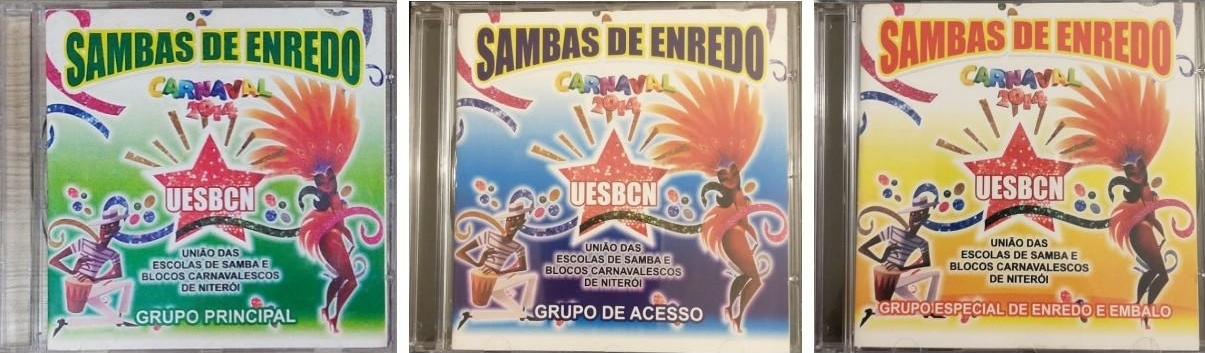 SAMBAS DE ENREDO
CARNAVAL
2014
UESBCN
UNIÃO DAS
ESCOLAS DE SAMBA E
BLOCOS CARNAVALESCOS
DE NITERÓI
GRUPO PRINCIPAL
SAMBAS DE ENREDO
CARNAVAL
2014
UESBCN
UNIÃO DAS
ESCOLAS DE SAMBA E
BLOCOS CARNAVALESCOS
DE NITERÓI
GRUPO DE ACESSO
SAMBAS DE ENREDO
CARNAVAL
2014
UESBCN
UNIÃO DAS
ESCOLAS DE SAMBA E
BLOCOS CARNAVALESCOS
DE NITERÓI
GRUPO ESPECIAL DE ENREDO E EMBALO